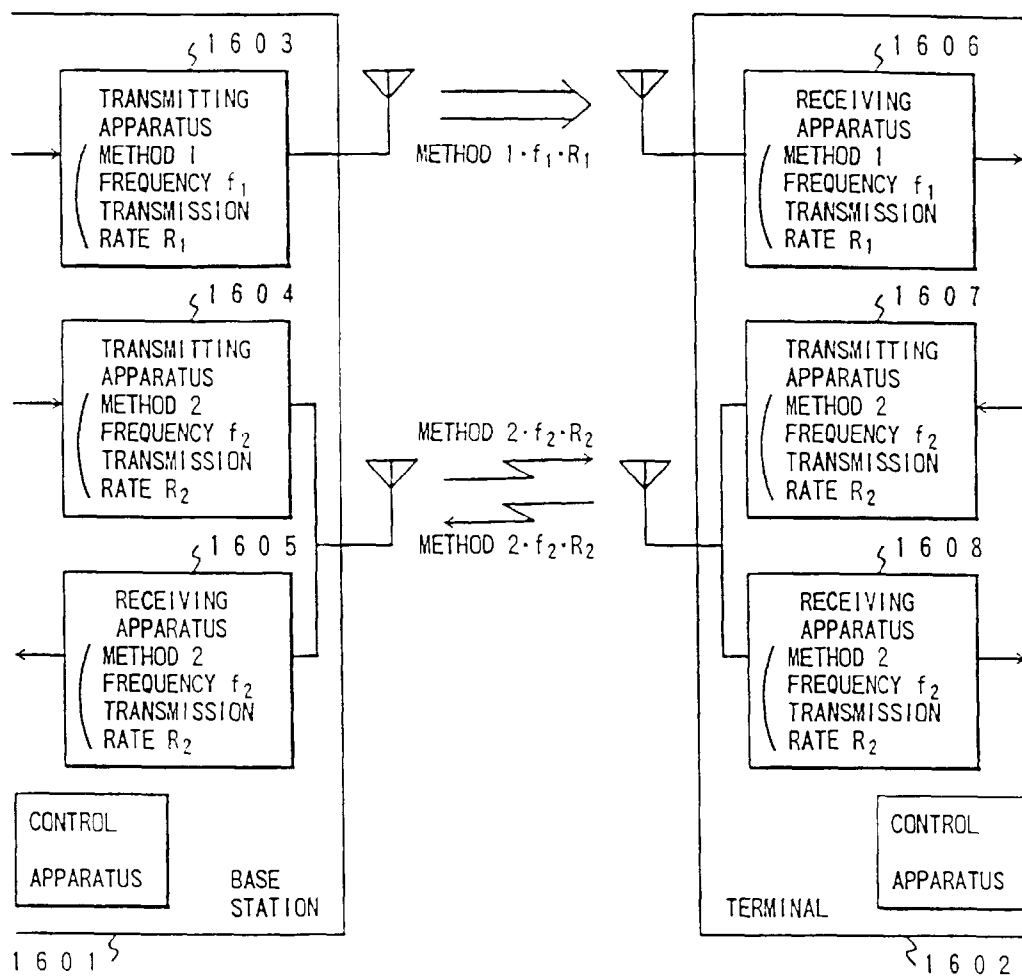 1603
TRANSMITTING
APPARATUS
METHOD 1
FREQUENCY f₁
TRANSMISSION
RATE R₁
METHOD 1·f₁·R₁
1606
RECEIVING
APPARATUS
METHOD 1
FREQUENCY f₁
TRANSMISSION
RATE R₁
1604
TRANSMITTING
APPARATUS
METHOD 2
FREQUENCY f₂
TRANSMISSION
RATE R₂
METHOD 2·f₂·R₂
METHOD 2·f₂·R₂
1607
TRANSMITTING
APPARATUS
METHOD 2
FREQUENCY f₂
TRANSMISSION
RATE R₂
1605
RECEIVING
APPARATUS
METHOD 2
FREQUENCY f₂
TRANSMISSION
RATE R₂
1608
RECEIVING
APPARATUS
METHOD 2
FREQUENCY f₂
TRANSMISSION
RATE R₂
CONTROL
APPARATUS
BASE
STATION
1601
TERMINAL
CONTROL
APPARATUS
1602